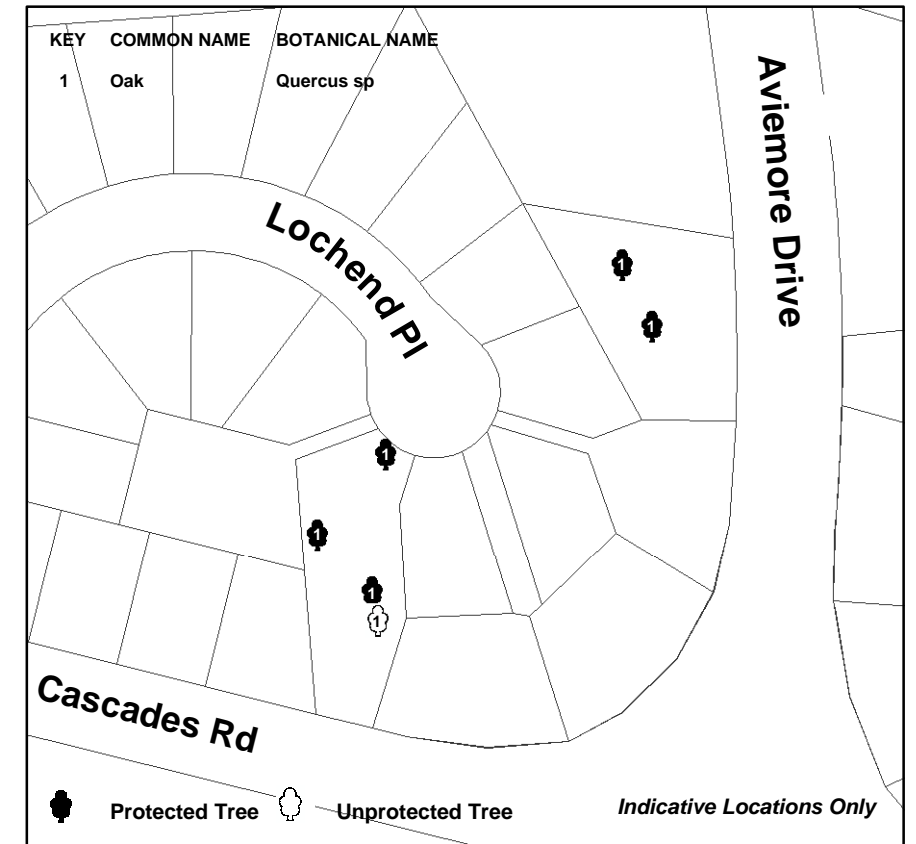 KEY COMMON NAME BOTANICAL NAME
1 Oak Quercus sp
Aviemore Drive
Lochend Pl
1
1
1
1
1
1
Cascades Rd
Protected Tree Unprotected Tree Indicative Locations Only